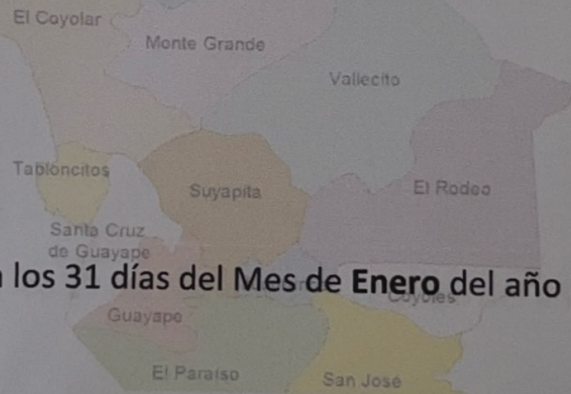 El Coyolar
Monte Grande
Vallecito
Tabloncitos
Suyapita
El Rodeo
Santa Cruz
de Guayape
los 31 días del Mes de Enero del año
Coyoles
Guayape
El Paraíso
San José